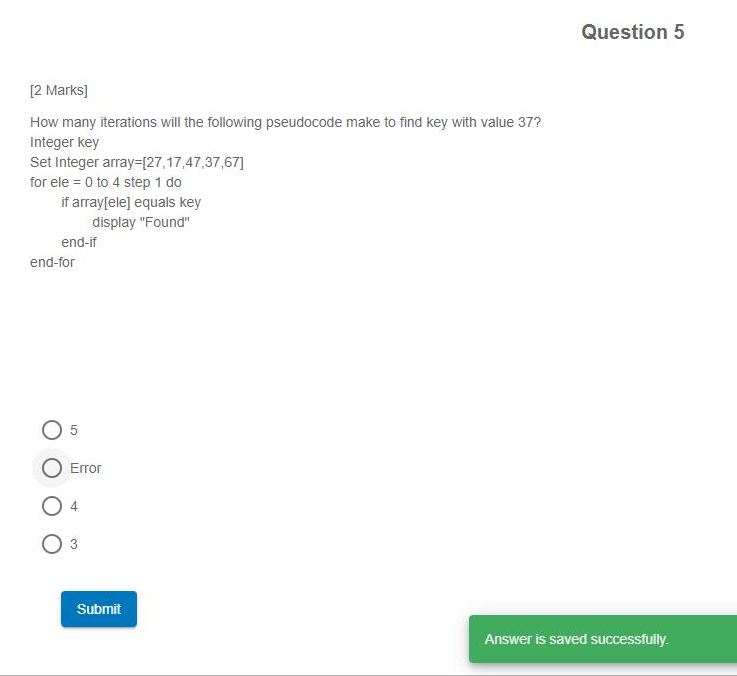 Question 5
[2 Marks]
How many iterations will the following pseudocode make to find key with value 37?
Integer key
Set Integer array=[27,17,47,37,67]
for ele = 0 to 4 step 1 do
if array[ele] equals key
display "Found"
end-if
end-for
5
Error
4
3
Submit
Answer is saved successfully.